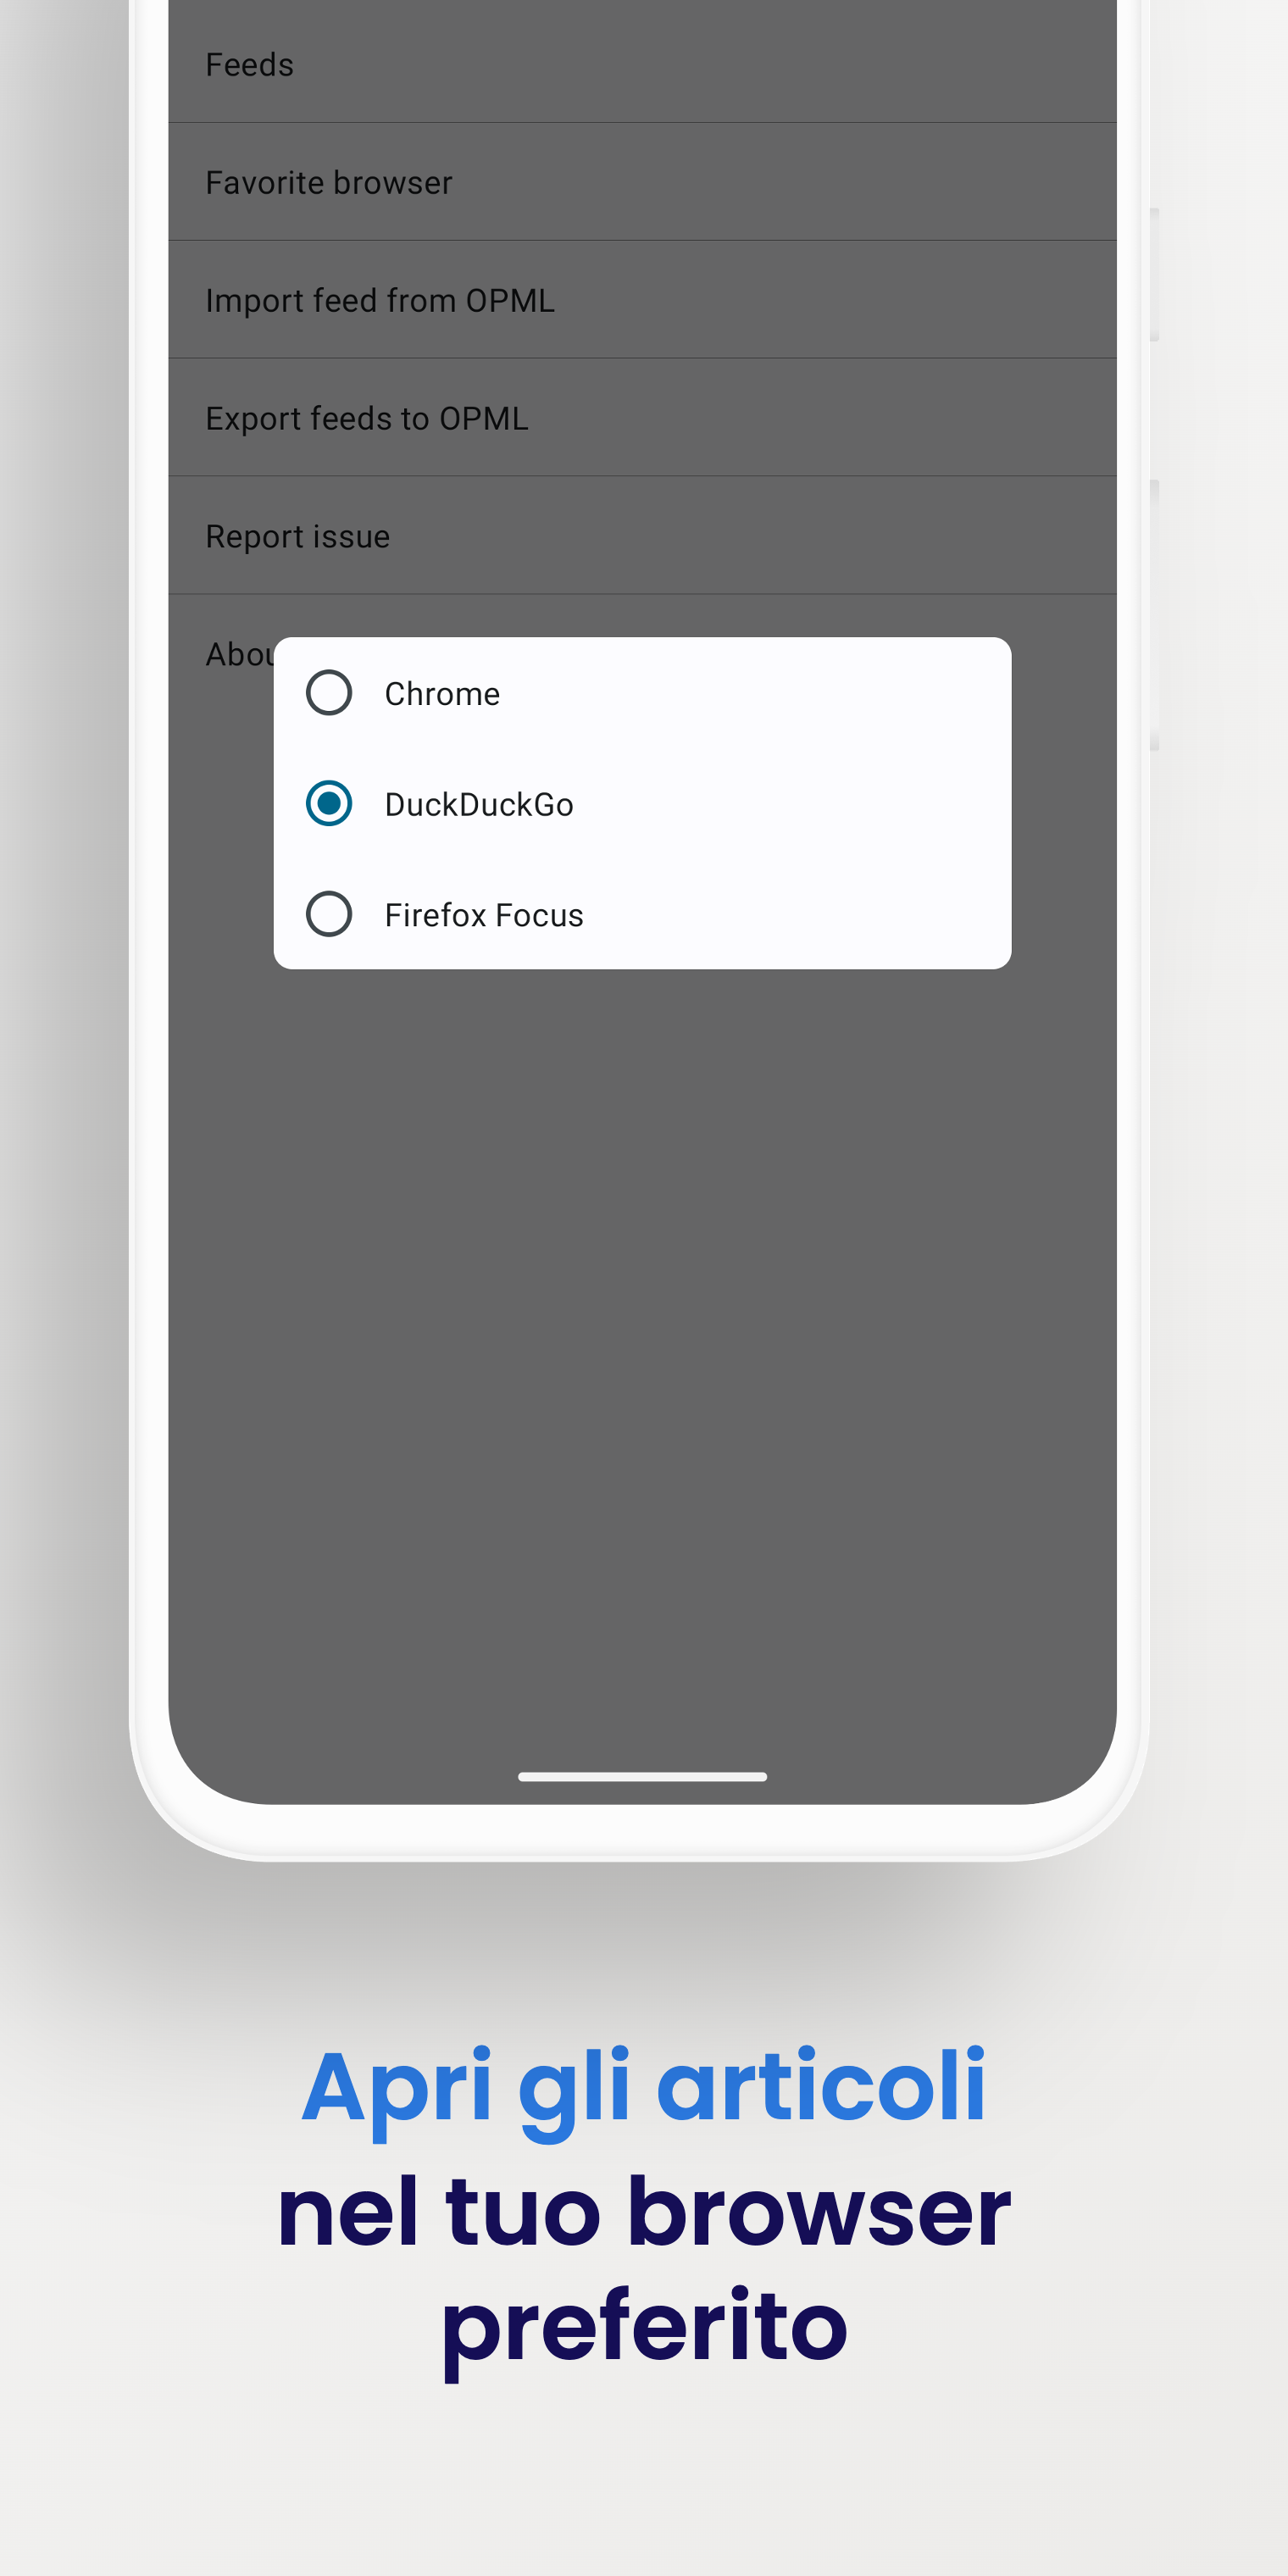 Feeds
Favorite browser
Import feed from OPML
Export feeds to OPML
Report issue
Abou
Chrome
DuckDuckGo
Firefox Focus
Apri gli articoli
nel tuo browser
preferito